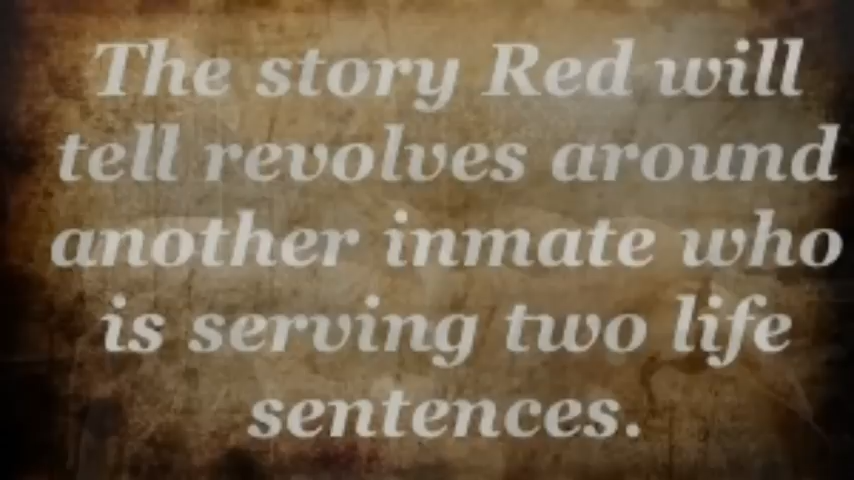 The story Red will
tell revolves around
another inmate who
is serving two life
sentences.